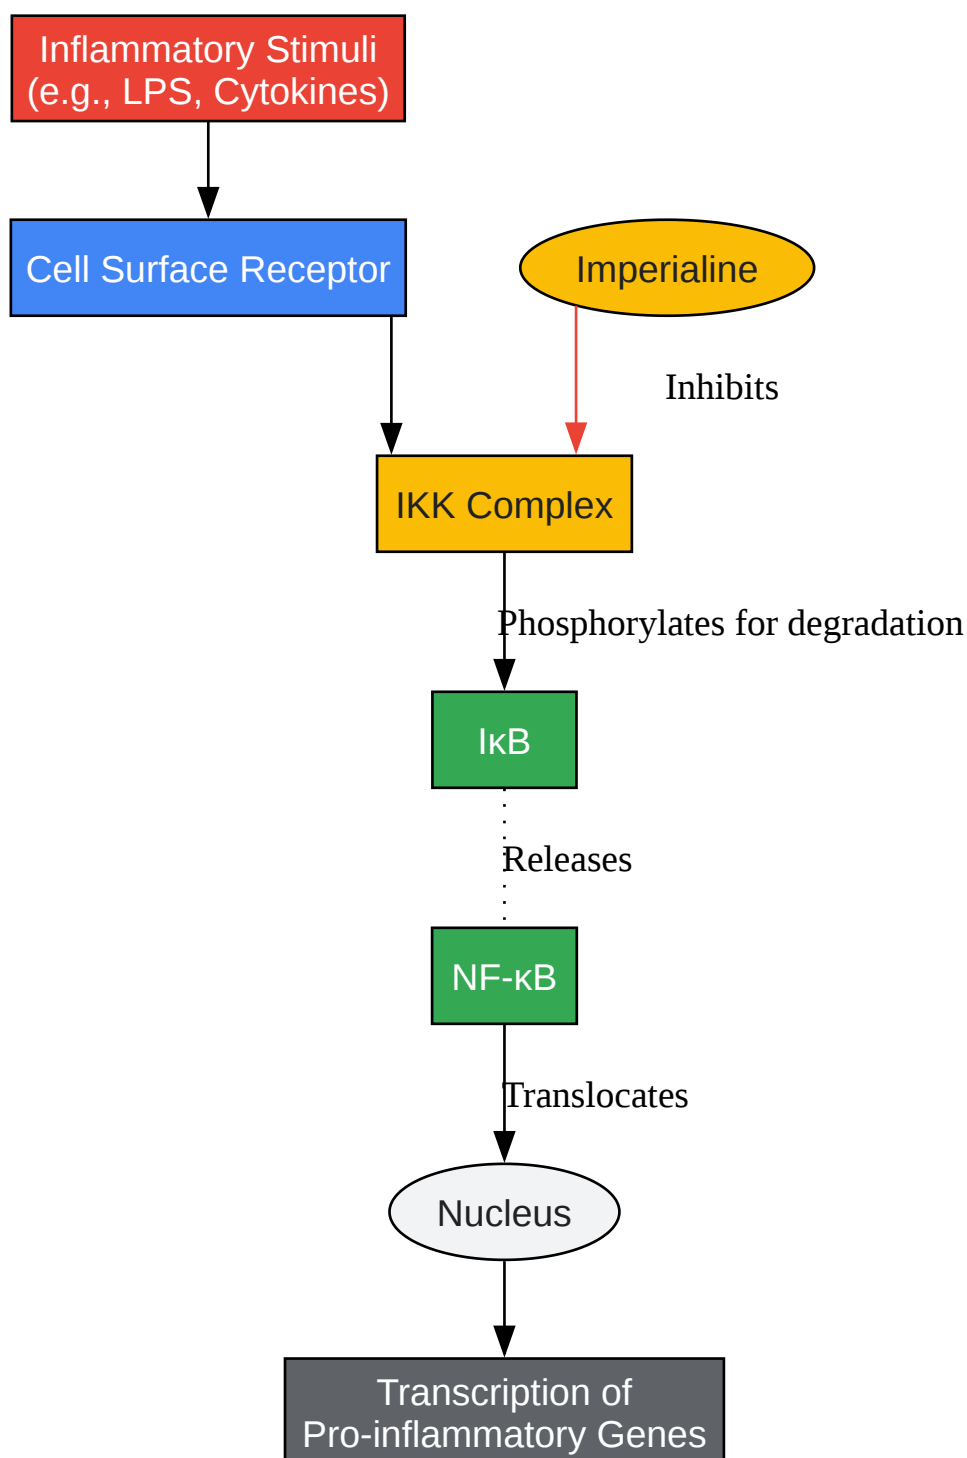 Inflammatory Stimuli
(e.g., LPS, Cytokines)
Cell Surface Receptor
Imperialine
Inhibits
IKK Complex
Phosphorylates for degradation
IκB
Releases
NF-κB
Translocates
Nucleus
Transcription of
Pro-inflammatory Genes